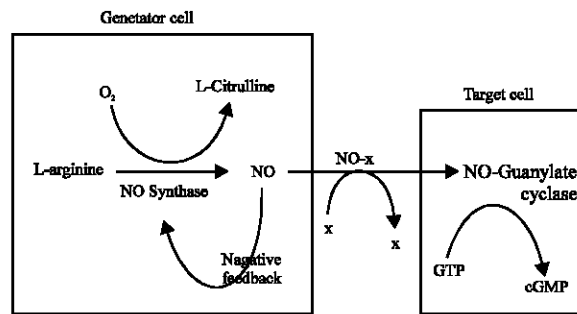 Genetator cell
Target cell
O₂
L-Citrulline
L-arginine
NO Synthase
NO
NO-x
NO-Guanylate
cyclase
x
x
Nagative
feedback
GTP
cGMP